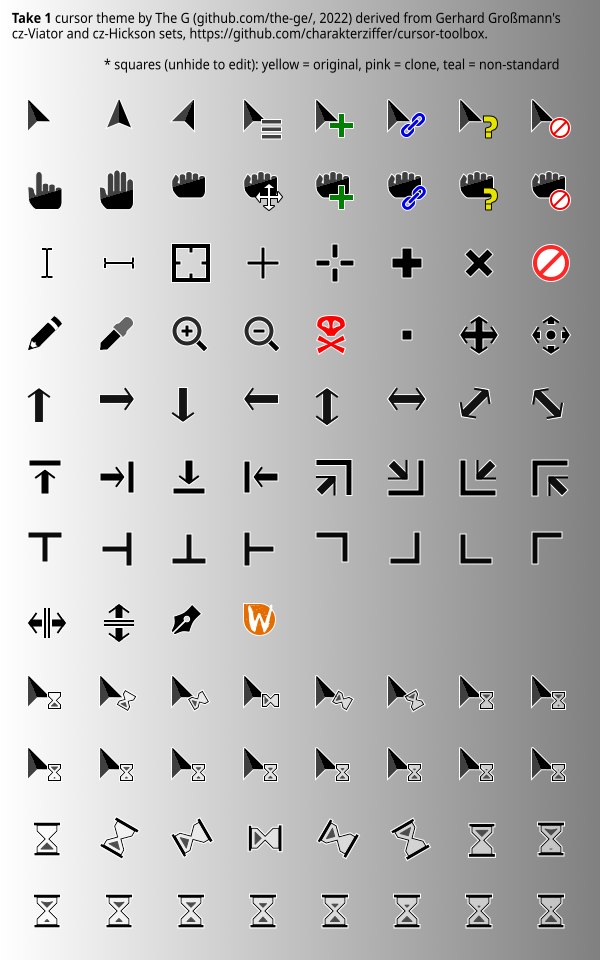 Take 1 cursor theme by The G (github.com/the-ge/, 2022) derived from Gerhard Großmann's
cz-Viator and cz-Hickson sets, https://github.com/charakterziffer/cursor-toolbox.
* squares (unhide to edit): yellow = original, pink = clone, teal = non-standard
?
?
W